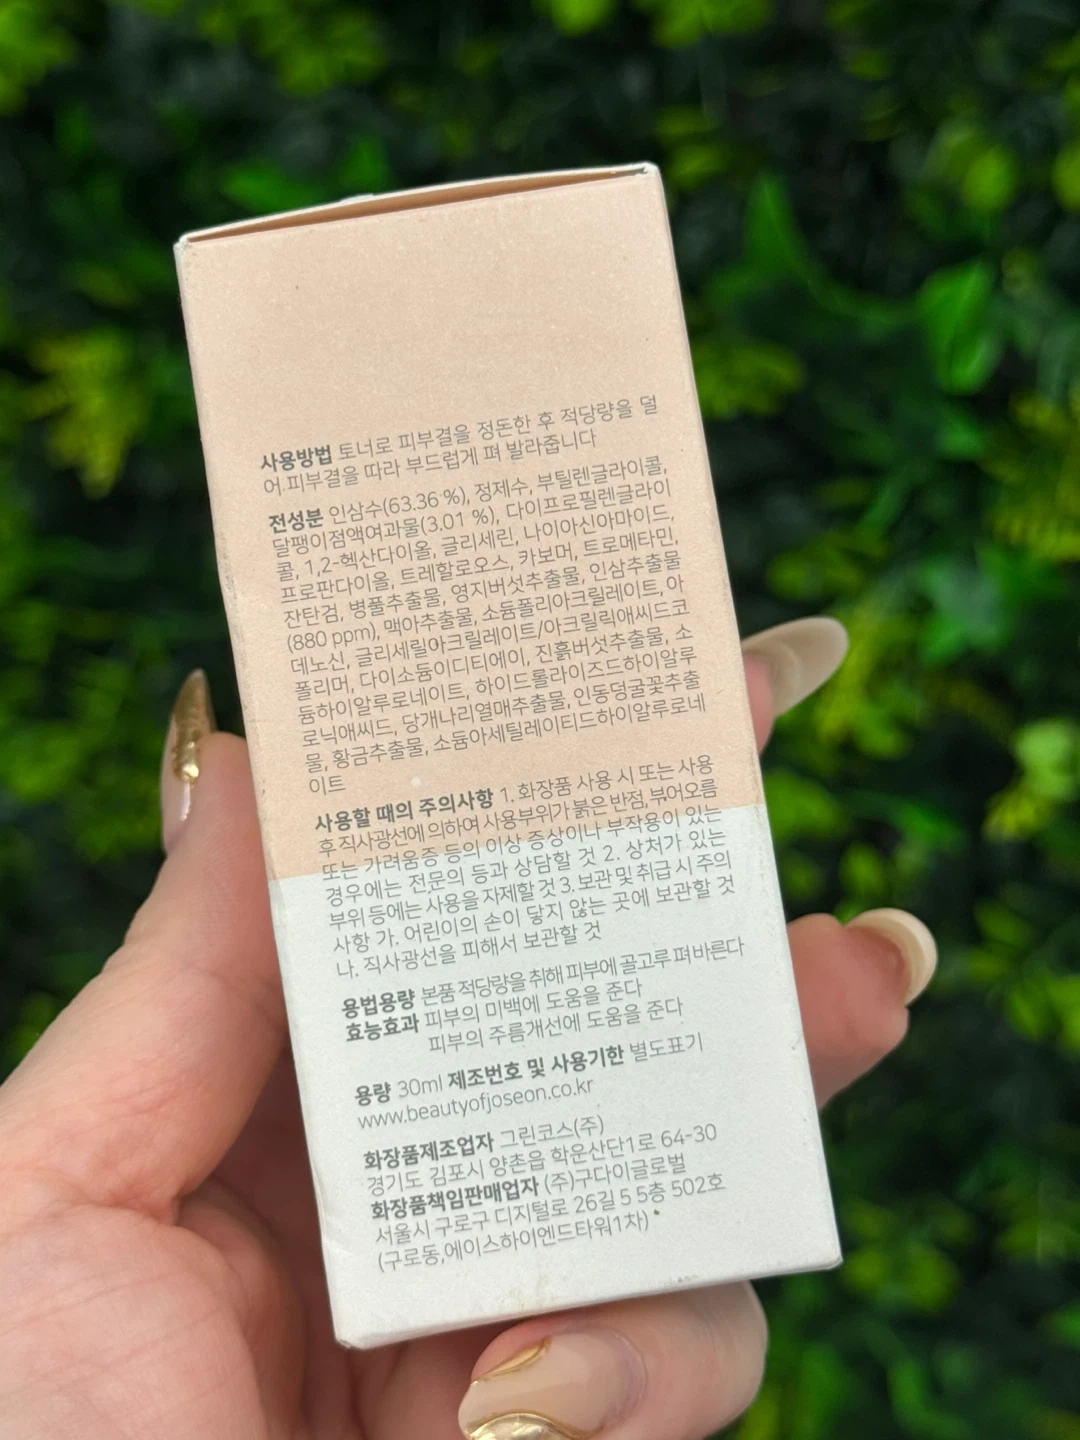 사용방법 토너로 피부결을 정돈한 후 적당량을 덜
어 피부결을 따라 부드럽게 펴 발라줍니다
전성분 인삼수(63.36 %), 정제수, 부틸렌글라이콜,
달팽이점액여과물(3.01 %), 다이프로필렌글라이
콜, 1,2-헥산다이올, 글리세린, 나이아신아마이드,
프로판다이올, 트레할로오스, 카보머, 트로메타민,
잔탄검, 병풀추출물, 영지버섯추출물, 인삼추출물
(880 ppm), 맥아추출물, 소듐폴리아크릴레이트, 아
데노신, 글리세릴아크릴레이트/아크릴릭애씨드코
폴리머, 다이소듐이디티에이, 진흙버섯추출물, 소
듐하이알루로네이트, 하이드롤라이즈드하이알루
로닉애씨드, 당개나리열매추출물, 인동덩굴꽃추출
물, 황금추출물, 소듐아세틸레이티드하이알루로네
이트
사용할 때의 주의사항 1. 화장품 사용 시 또는 사용
후 직사광선에 의하여 사용부위가 붉은 반점, 부어오름
또는 가려움증 등의 이상 증상이나 부작용이 있는
경우에는 전문의 등과 상담할 것 2. 상처가 있는
부위 등에는 사용을 자제할 것 3. 보관 및 취급 시 주의
사항 가. 어린이의 손이 닿지 않는 곳에 보관할 것
나. 직사광선을 피해서 보관할 것
용법용량 본품 적당량을 취해 피부에 골고루 펴 바른다
효능효과 피부의 미백에 도움을 준다
피부의 주름개선에 도움을 준다
용량 30ml 제조번호 및 사용기한 별도표기
www.beautyofjoseon.co.kr
화장품제조업자 그린코스(주)
경기도 김포시 양촌읍 학운산단1로 64-30
화장품책임판매업자 (주)구다이글로벌
서울시 구로구 디지털로 26길 5 5층 502호
(구로동,에이스하이엔드타워1차)